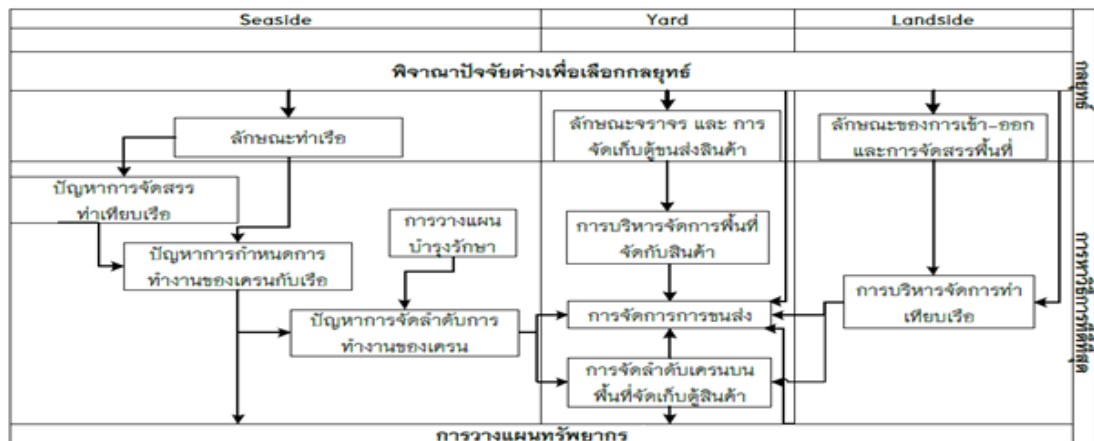 Seaside
Yard
Landside
พิจาณาปัจจัยต่างเพื่อเลือกกลยุทธ์
กลยุทธ์
ลักษณะท่าเรือ
ลักษณะจราจร และ การ
จัดเก็บตู้ขนส่งสินค้า
ลักษณะของการเข้า-ออก
และการจัดสรรพื้นที่
ปัญหาการจัดสรร
ท่าเทียบเรือ
การวางแผน
บำรุงรักษา
การบริหารจัดการพื้นที่
จัดกับสินค้า
ปัญหาการกำหนดการ
ทำงานของเครนกับเรือ
การบริหารจัดการท่า
เทียบเรือ
การหาวิธีการที่ดีที่สุด
ปัญหาการจัดลำดับการ
ทำงานของเครน
การจัดการการขนส่ง
การจัดลำดับเครนบน
พื้นที่จัดเก็บตู้สินค้า
การวางแผนทรัพยากร